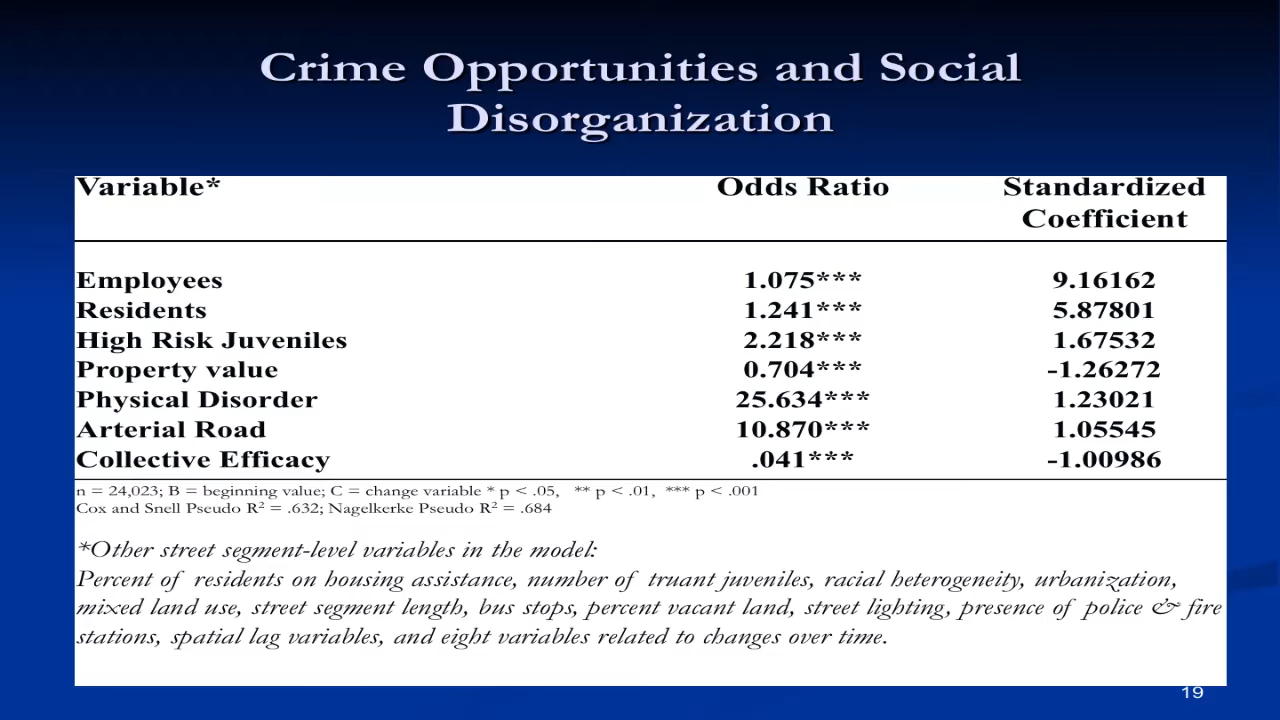 Crime Opportunities and Social
Disorganization
Variable* Odds Ratio Standardized
Coefficient
Employees 1.075*** 9.16162
Residents 1.241*** 5.87801
High Risk Juveniles 2.218*** 1.67532
Property value 0.704*** -1.26272
Physical Disorder 25.634*** 1.23021
Arterial Road 10.870*** 1.05545
Collective Efficacy .041*** -1.00986
n = 24,023; B = beginning value; C = change variable * p < .05, ** p < .01, *** p < .001
Cox and Snell Pseudo R² = .632; Nagelkerke Pseudo R² = .684
*Other street segment-level variables in the model:
Percent of residents on housing assistance, number of truant juveniles, racial heterogeneity, urbanization,
mixed land use, street segment length, bus stops, percent vacant land, street lighting, presence of police & fire
stations, spatial lag variables, and eight variables related to changes over time.
19